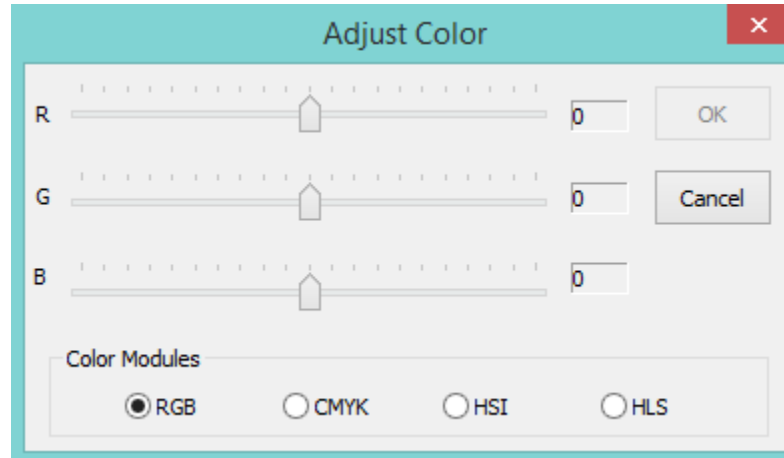 Adjust Color
R 0 OK
G 0 Cancel
B 0
Color Modules
RGB CMYK HSI HLS